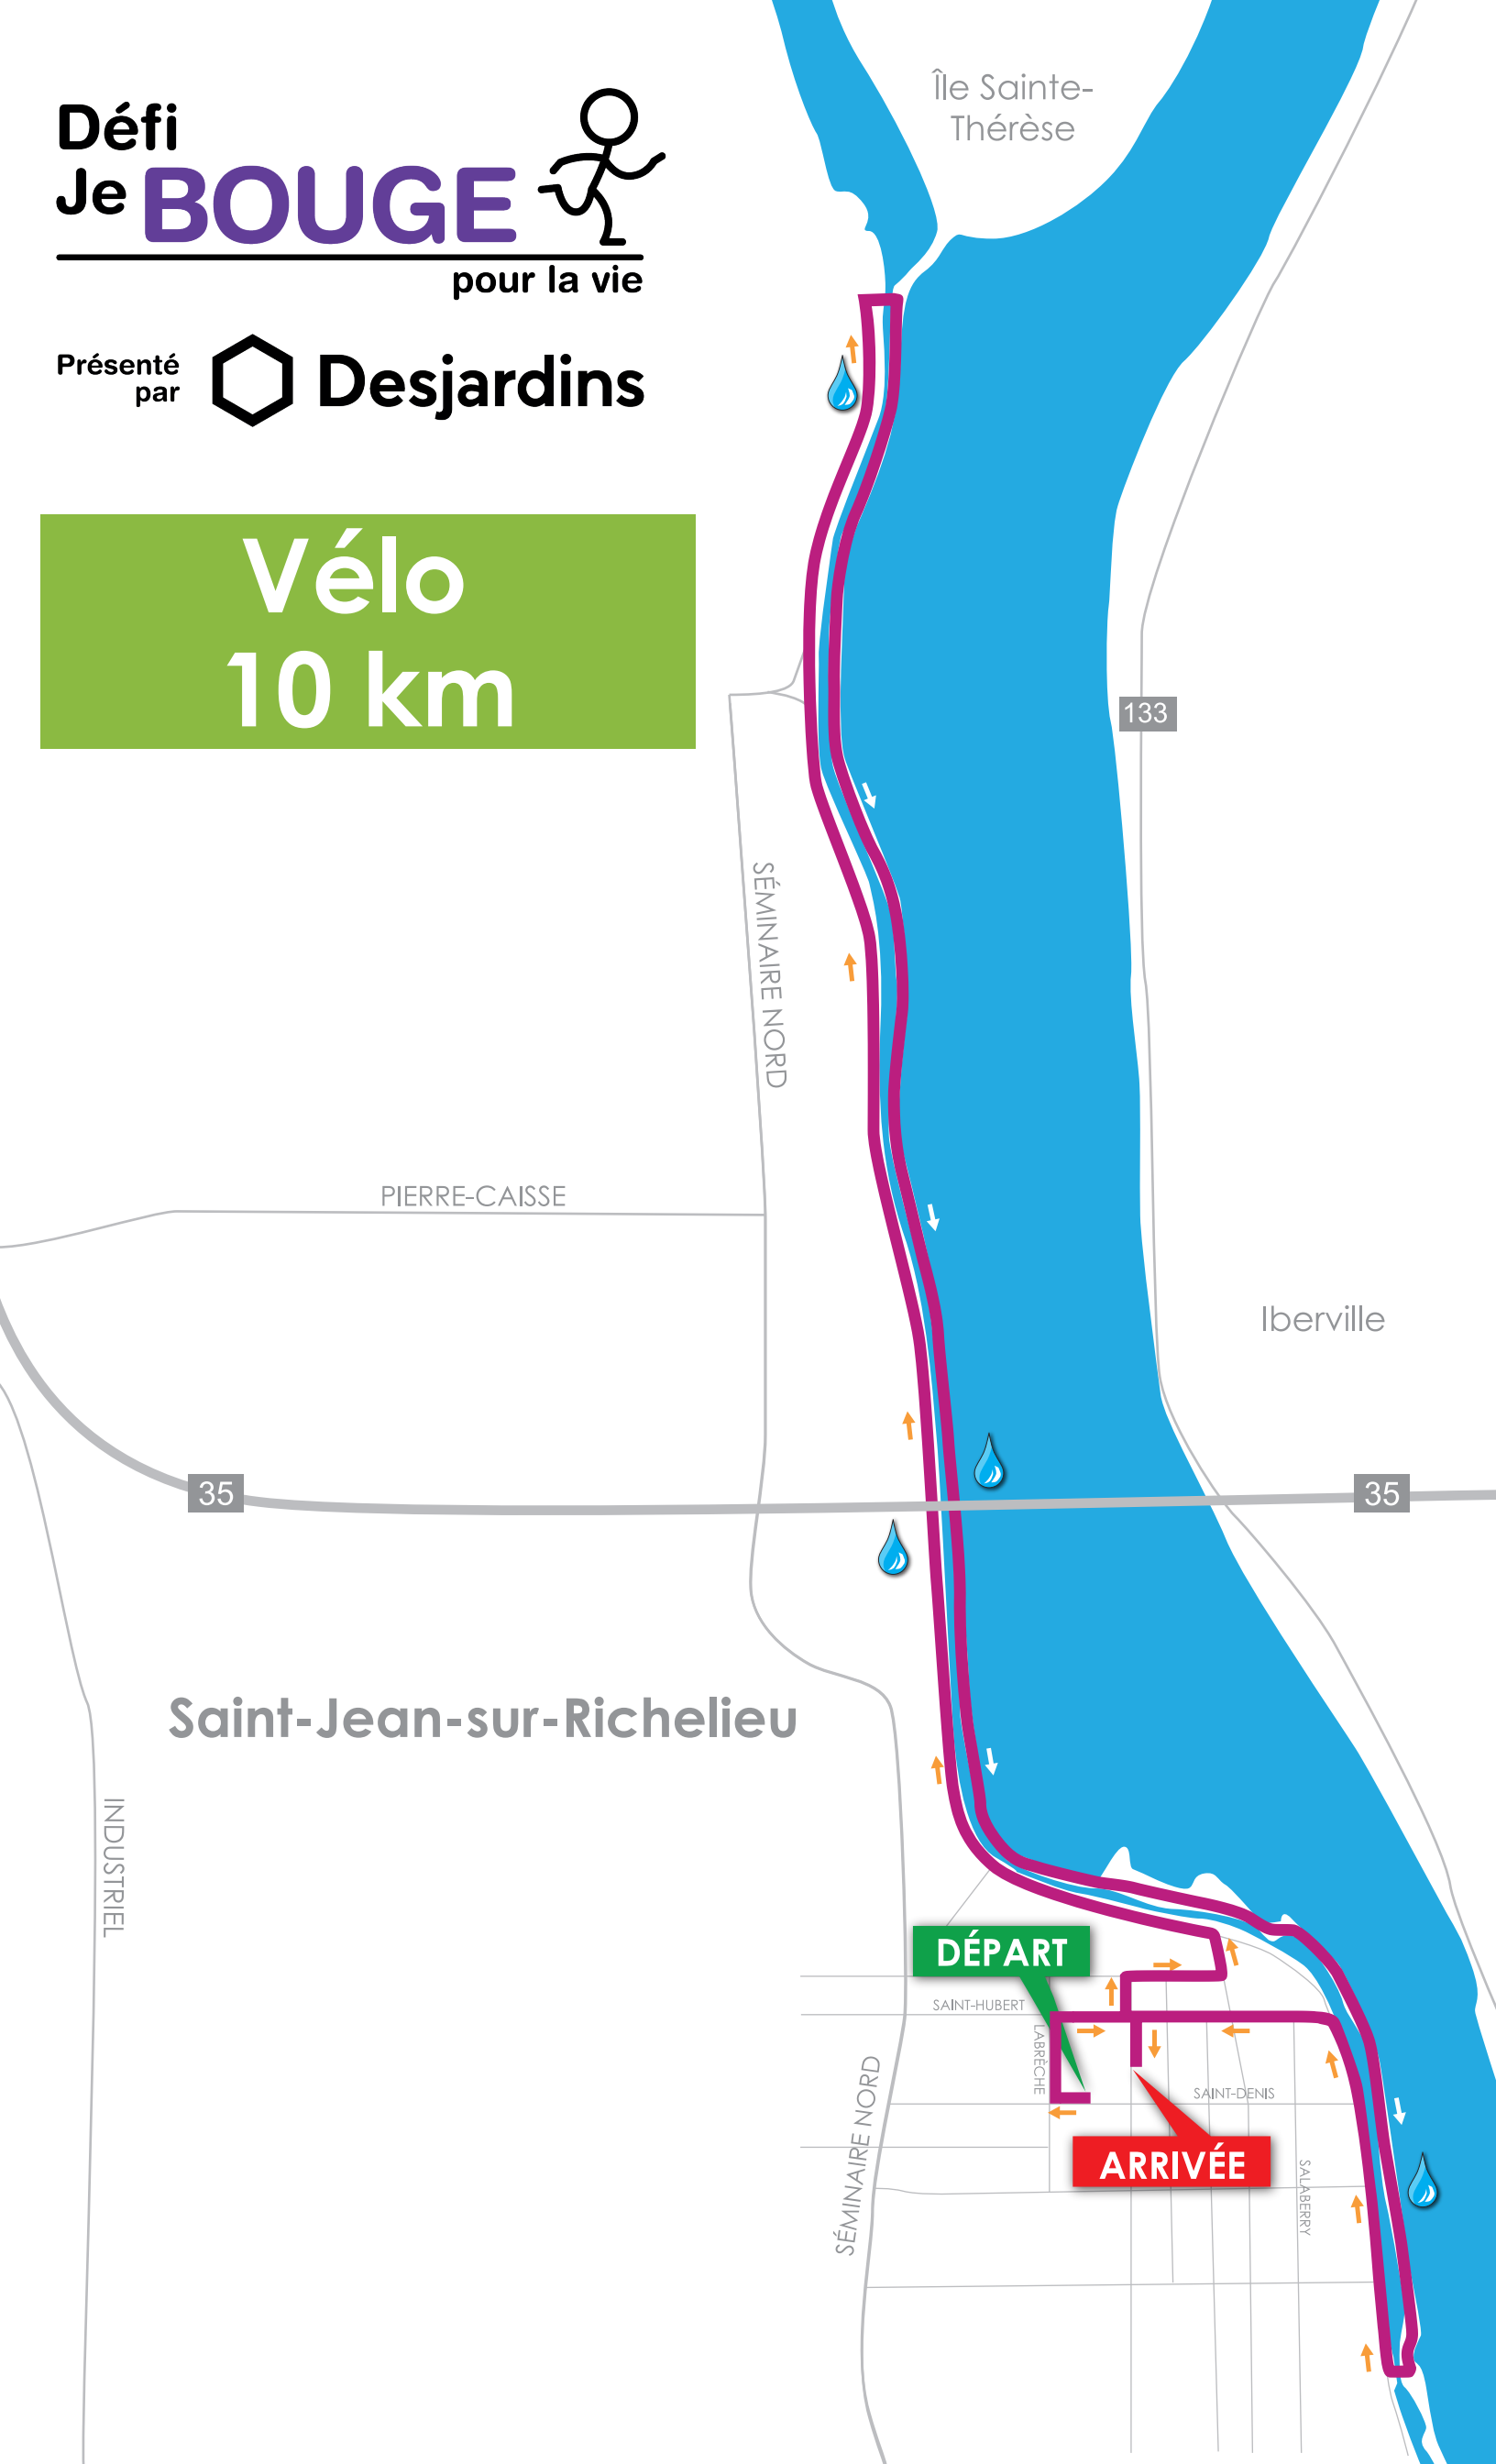 Défi
Je BOUGE
pour la vie
Présenté
par
Desjardins
Vélo
10 km
Île Sainte-
Thérèse
133
SÉMINAIRE NORD
PIERRE-CAISSE
Iberville
35
35
Saint-Jean-sur-Richelieu
INDUSTRIEL
DÉPART
SAINT-HUBERT
LABRÈCHE
SÉMINAIRE NORD
SAINT-DENIS
ARRIVÉE
SALABERRY